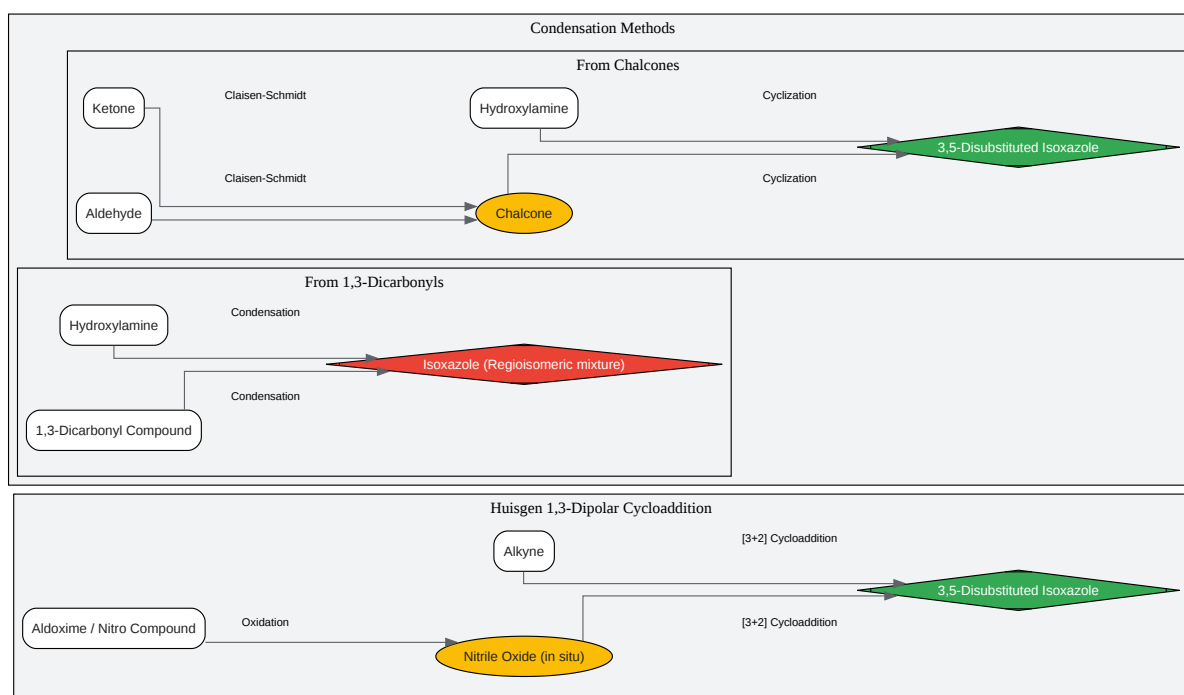 Condensation Methods
From Chalcones
Ketone
Claisen-Schmidt
Hydroxylamine
Cyclization
3,5-Disubstituted Isoxazole
Aldehyde
Claisen-Schmidt
Chalcone
Cyclization
From 1,3-Dicarbonyls
Hydroxylamine
Condensation
Isoxazole (Regioisomeric mixture)
Condensation
1,3-Dicarbonyl Compound
Huisgen 1,3-Dipolar Cycloaddition
Alkyne
[3+2] Cycloaddition
3,5-Disubstituted Isoxazole
Aldoxime / Nitro Compound
Oxidation
[3+2] Cycloaddition
Nitrile Oxide (in situ)